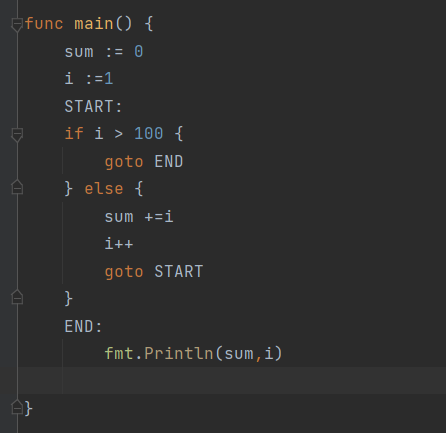 func main() {
    sum := 0
    i :=1
    START:
    if i > 100 {
        goto END
    } else {
        sum +=i
        i++
        goto START
    }
    END:
        fmt.Println(sum,i)
}